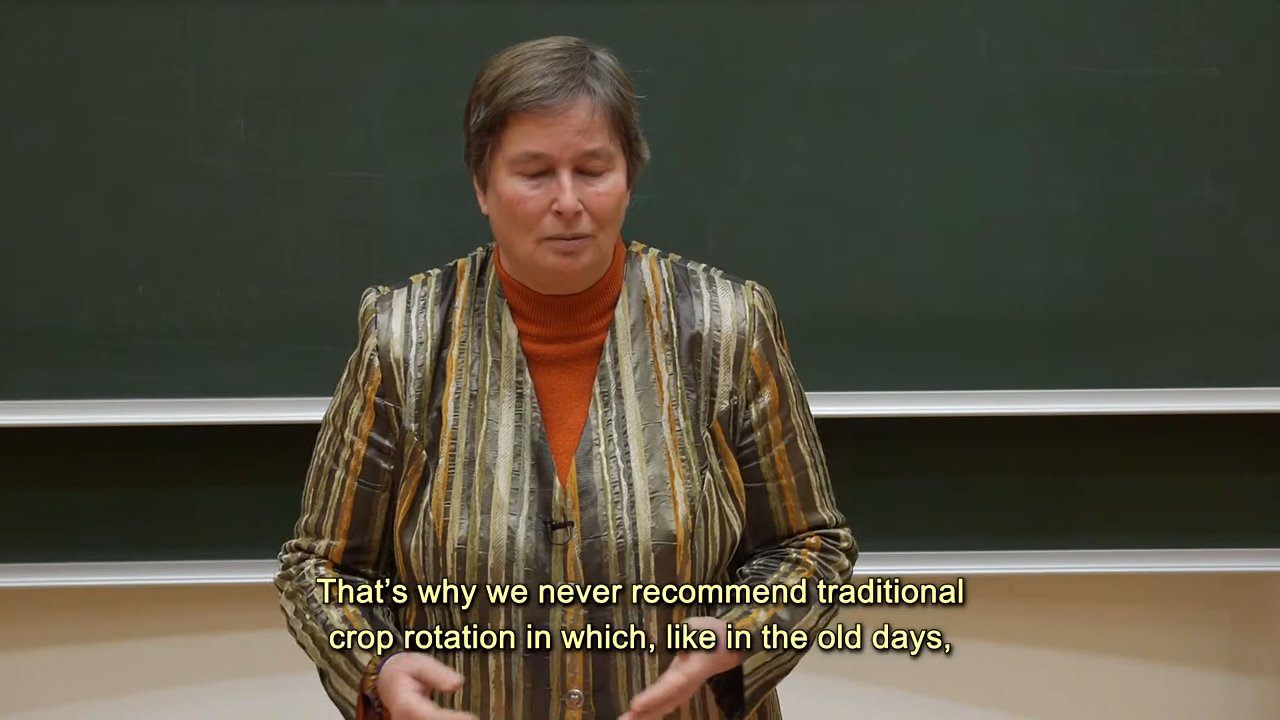 That’s why we never recommend traditional
crop rotation in which, like in the old days,